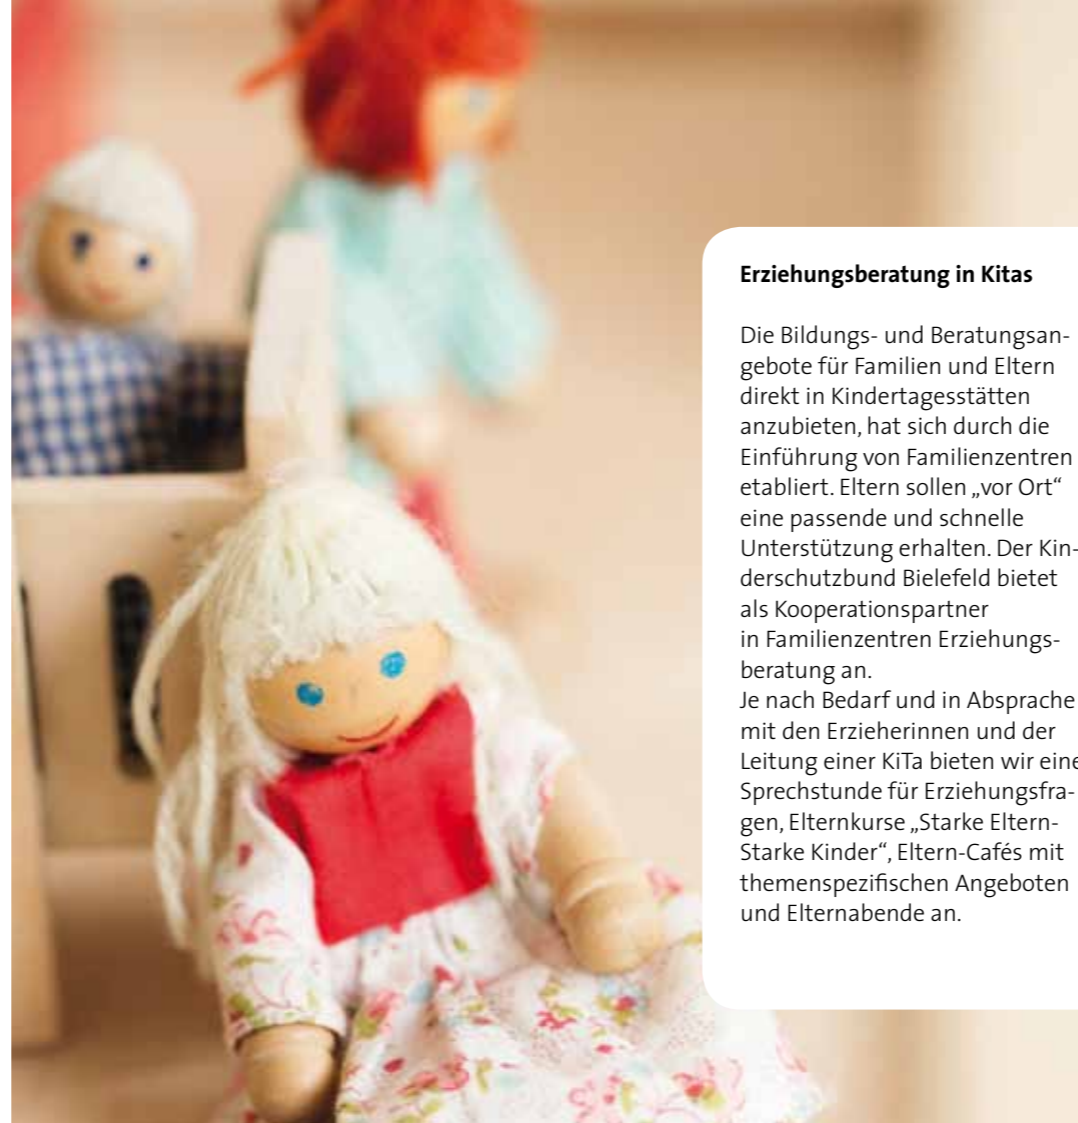 Erziehungsberatung in Kitas
Die Bildungs- und Beratungsan-
gebote für Familien und Eltern
direkt in Kindertagesstätten
anzubieten, hat sich durch die
Einführung von Familienzentren
etabliert. Eltern sollen „vor Ort“
eine passende und schnelle
Unterstützung erhalten. Der Kin-
derschutzbund Bielefeld bietet
als Kooperationspartner
in Familienzentren Erziehungs-
beratung an.
Je nach Bedarf und in Absprache
mit den Erzieherinnen und der
Leitung einer KiTa bieten wir eine
Sprechstunde für Erziehungsfra-
gen, Elternkurse „Starke Eltern-
Starke Kinder“, Eltern-Cafés mit
themenspezifischen Angeboten
und Elternabende an.